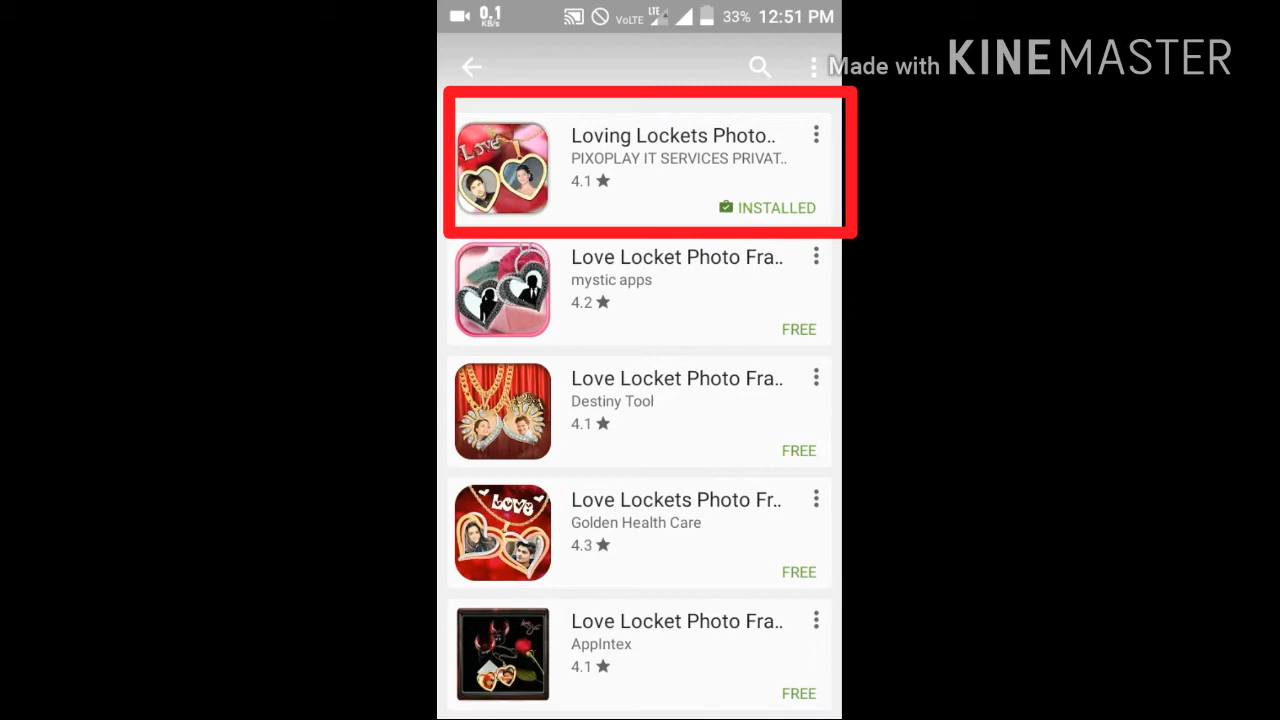 0.1
KB/s
VoLTE
LTE
33%
12:51 PM
Made with KINEMASTER
Loving Lockets Photo..
PIXOPLAY IT SERVICES PRIVAT..
4.1
INSTALLED
Love Locket Photo Fra..
mystic apps
4.2
FREE
Love Locket Photo Fra..
Destiny Tool
4.1
FREE
LOVE
Love Lockets Photo Fr..
Golden Health Care
4.3
FREE
Love Locket Photo Fra..
AppIntex
4.1
FREE
Love